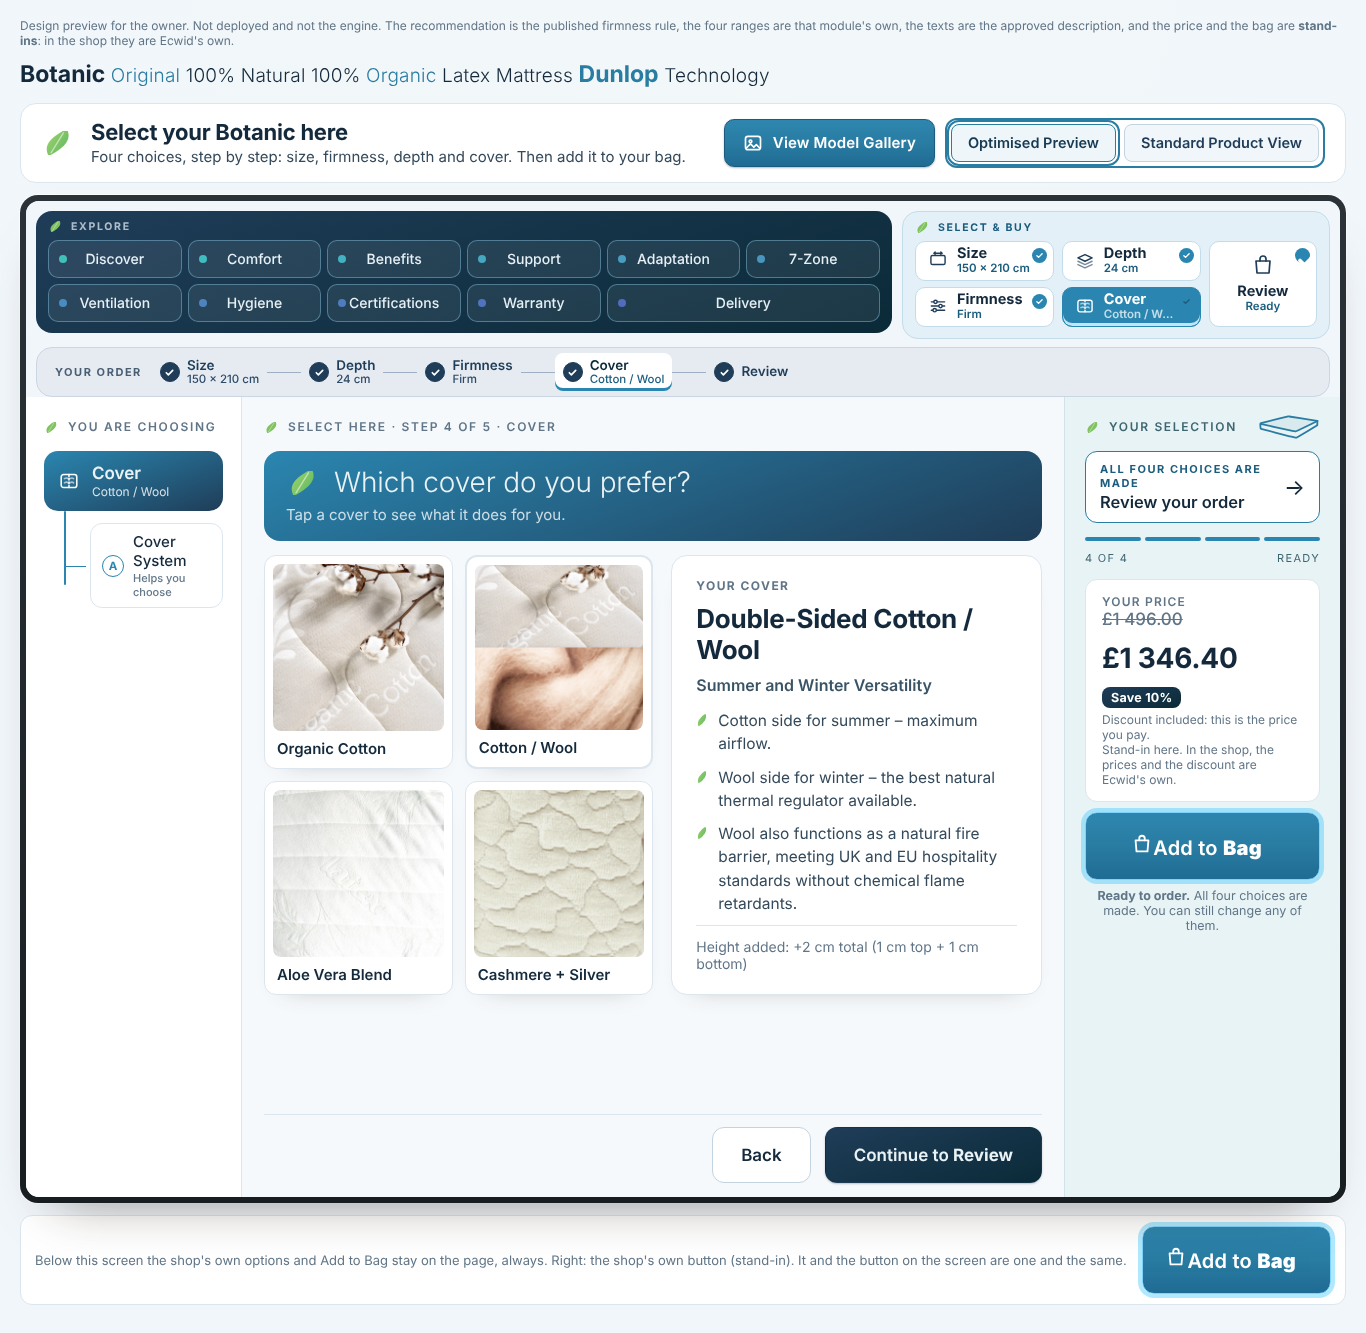 Design preview for the owner. Not deployed and not the engine. The recommendation is the published firmness rule, the four ranges are that module's own, the texts are the approved description, and the price and the bag are stand-
ins: in the shop they are Ecwid's own.
Botanic Original 100% Natural 100% Organic Latex Mattress Dunlop Technology
Select your Botanic here
Four choices, step by step: size, firmness, depth and cover. Then add it to your bag.
View Model Gallery
Optimised Preview
Standard Product View
EXPLORE
Discover
Comfort
Benefits
Support
Adaptation
7-Zone
Ventilation
Hygiene
Certifications
Warranty
Delivery
SELECT & BUY
Size
150 × 210 cm
Depth
24 cm
Firmness
Firm
Cover
Cotton / W...
Review
Ready
YOUR ORDER
Size
150 × 210 cm
Depth
24 cm
Firmness
Firm
Cover
Cotton / Wool
Review
YOU ARE CHOOSING
Cover
Cotton / Wool
A
Cover
System
Helps you
choose
SELECT HERE · STEP 4 OF 5 · COVER
Which cover do you prefer?
Tap a cover to see what it does for you.
Organic Cotton
Cotton / Wool
Aloe Vera Blend
Cashmere + Silver
YOUR COVER
Double-Sided Cotton /
Wool
Summer and Winter Versatility
Cotton side for summer – maximum
airflow.
Wool side for winter – the best natural
thermal regulator available.
Wool also functions as a natural fire
barrier, meeting UK and EU hospitality
standards without chemical flame
retardants.
Height added: +2 cm total (1 cm top + 1 cm
bottom)
Back
Continue to Review
YOUR SELECTION
ALL FOUR CHOICES ARE
MADE
Review your order
4 OF 4
READY
YOUR PRICE
£1 496.00
£1 346.40
Save 10%
Discount included: this is the price
you pay.
Stand-in here. In the shop, the
prices and the discount are
Ecwid's own.
Add to Bag
Ready to order. All four choices are
made. You can still change any of
them.
Below this screen the shop's own options and Add to Bag stay on the page, always. Right: the shop's own button (stand-in). It and the button on the screen are one and the same.
Add to Bag